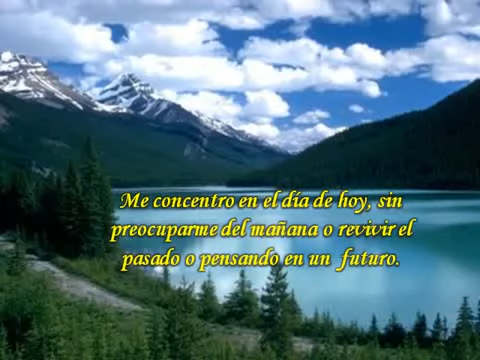 Me concentro en el día de hoy, sin
preocuparme del mañana o revivir el
pasado o pensando en un futuro.